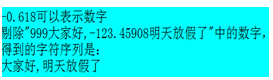 -0.618可以表示数字
剔除"999大家好,-123.45908明天放假了"中的数字，
得到的字符序列是：
大家好,明天放假了